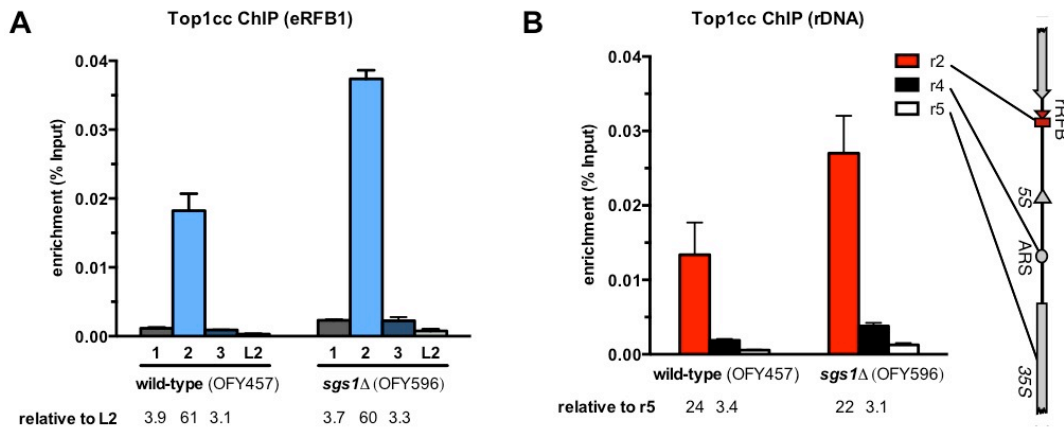 A
Top1cc ChIP (eRFB1)
enrichment (% Input)
0.04
0.03
0.02
0.01
0.00
1 2 3 L2 1 2 3 L2
wild-type (OFY457) sgs1Δ (OFY596)
relative to L2 3.9 61 3.1 3.7 60 3.3
B
Top1cc ChIP (rDNA)
enrichment (% Input)
0.04
0.03
0.02
0.01
0.00
r2
r4
r5
wild-type (OFY457) sgs1Δ (OFY596)
relative to r5 24 3.4 22 3.1
rRFB
5S
ARS
35S